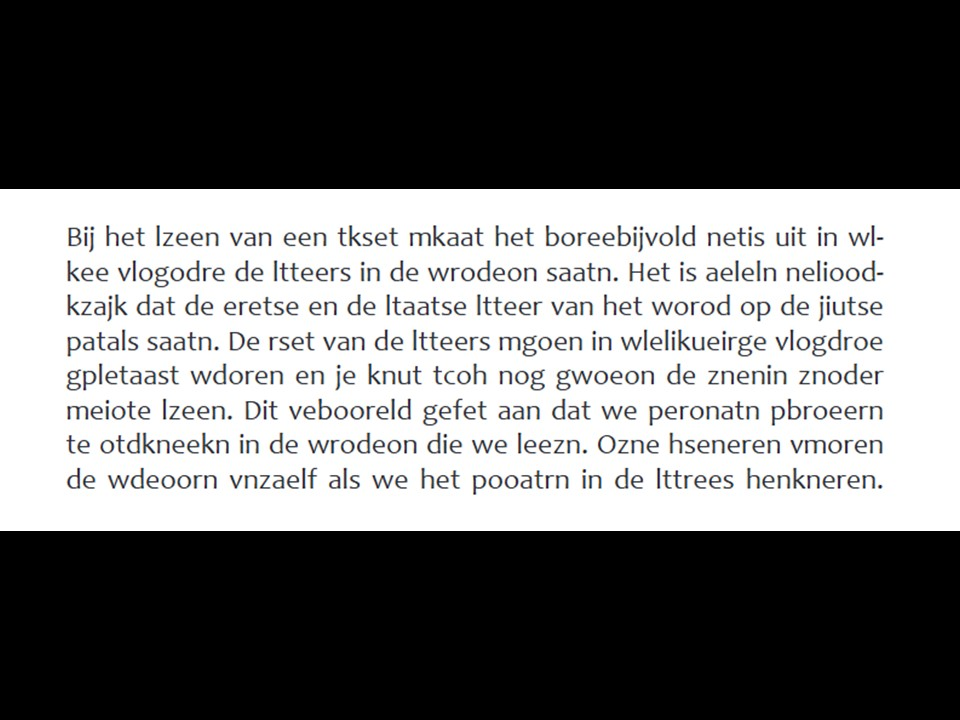 Bij het lzeen van een tkset mkaat het boreebijvold netis uit in wl-
kee vlogodre de ltteers in de wrodeon saatn. Het is aeleln neliood-
kzajk dat de eretse en de ltaatse ltteer van het worod op de jiutse
patals saatn. De rset van de ltteers mgoen in wlelikueirge vlogdroe
gpletaast wdoren en je knut tcoh nog gwoeon de znenin znoder
meiote lzeen. Dit vebooreld gefet aan dat we peronatn pbroeern
te otdkneekn in de wrodeon die we leezn. Ozne hseneren vmoren
de wdeoorn vnzaelf als we het pooatrn in de lttrees henkneren.